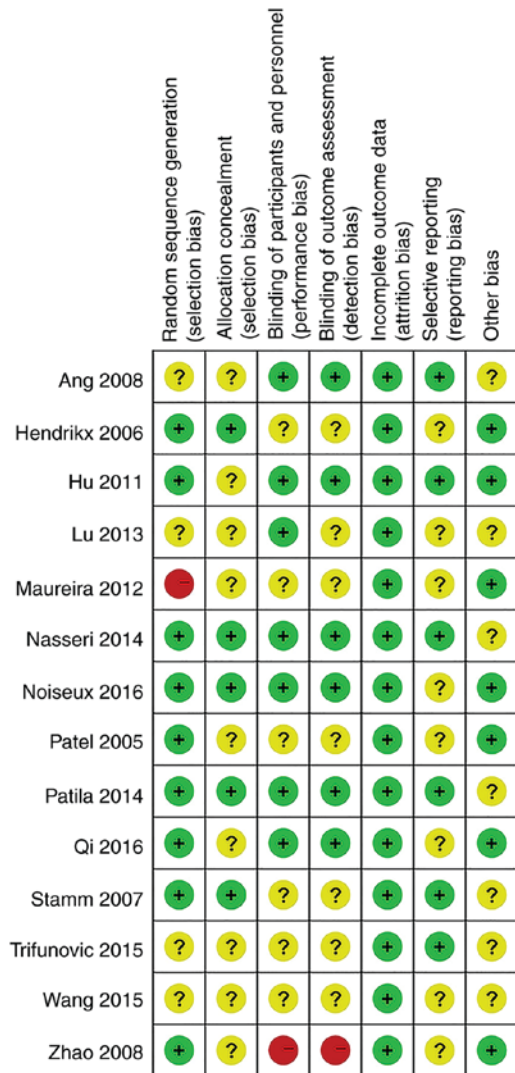 Random sequence generation
(selection bias)
Allocation concealment
(selection bias)
Blinding of participants and personnel
(performance bias)
Blinding of outcome assessment
(detection bias)
Incomplete outcome data
(attrition bias)
Selective reporting
(reporting bias)
Other bias
Ang 2008 ? ? + + + + ?
Hendrikx 2006 + + ? ? + ? +
Hu 2011 + ? + + + + +
Lu 2013 ? ? + ? + ? ?
Maureira 2012 - ? ? ? + ? +
Nasseri 2014 + + + + + + ?
Noiseux 2016 + + + + + ? +
Patel 2005 + ? ? ? + ? +
Patila 2014 + + + + + + ?
Qi 2016 + ? + + + ? +
Stamm 2007 + + ? ? + + ?
Trifunovic 2015 ? ? ? ? + + ?
Wang 2015 ? ? ? ? + ? ?
Zhao 2008 + ? - - + ? +